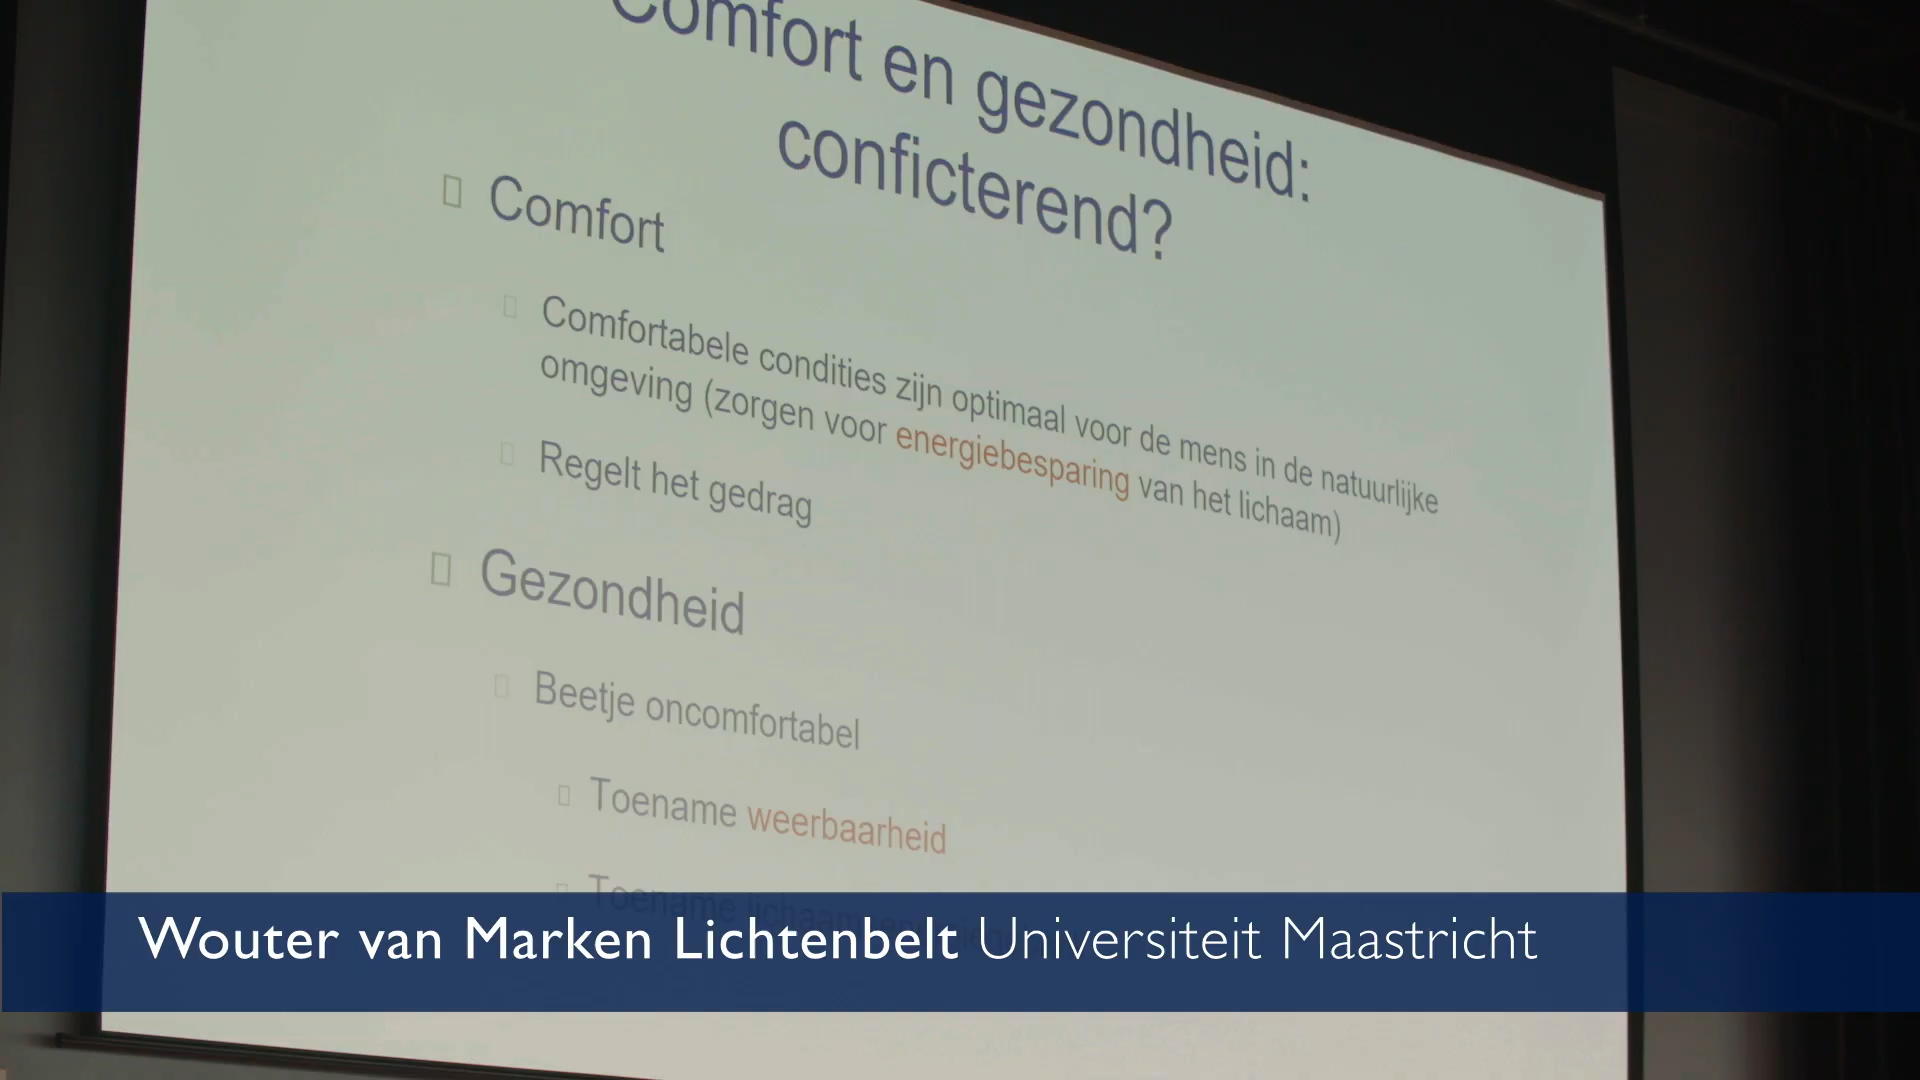 Comfort en gezondheid:
conficterend?
Comfort
Comfortabele condities zijn optimaal voor de mens in de natuurlijke
omgeving (zorgen voor energiebesparing van het lichaam)
Regelt het gedrag
Gezondheid
Beetje oncomfortabel
Toename weerbaarheid
Toename
Wouter van Marken Lichtenbelt Universiteit Maastricht